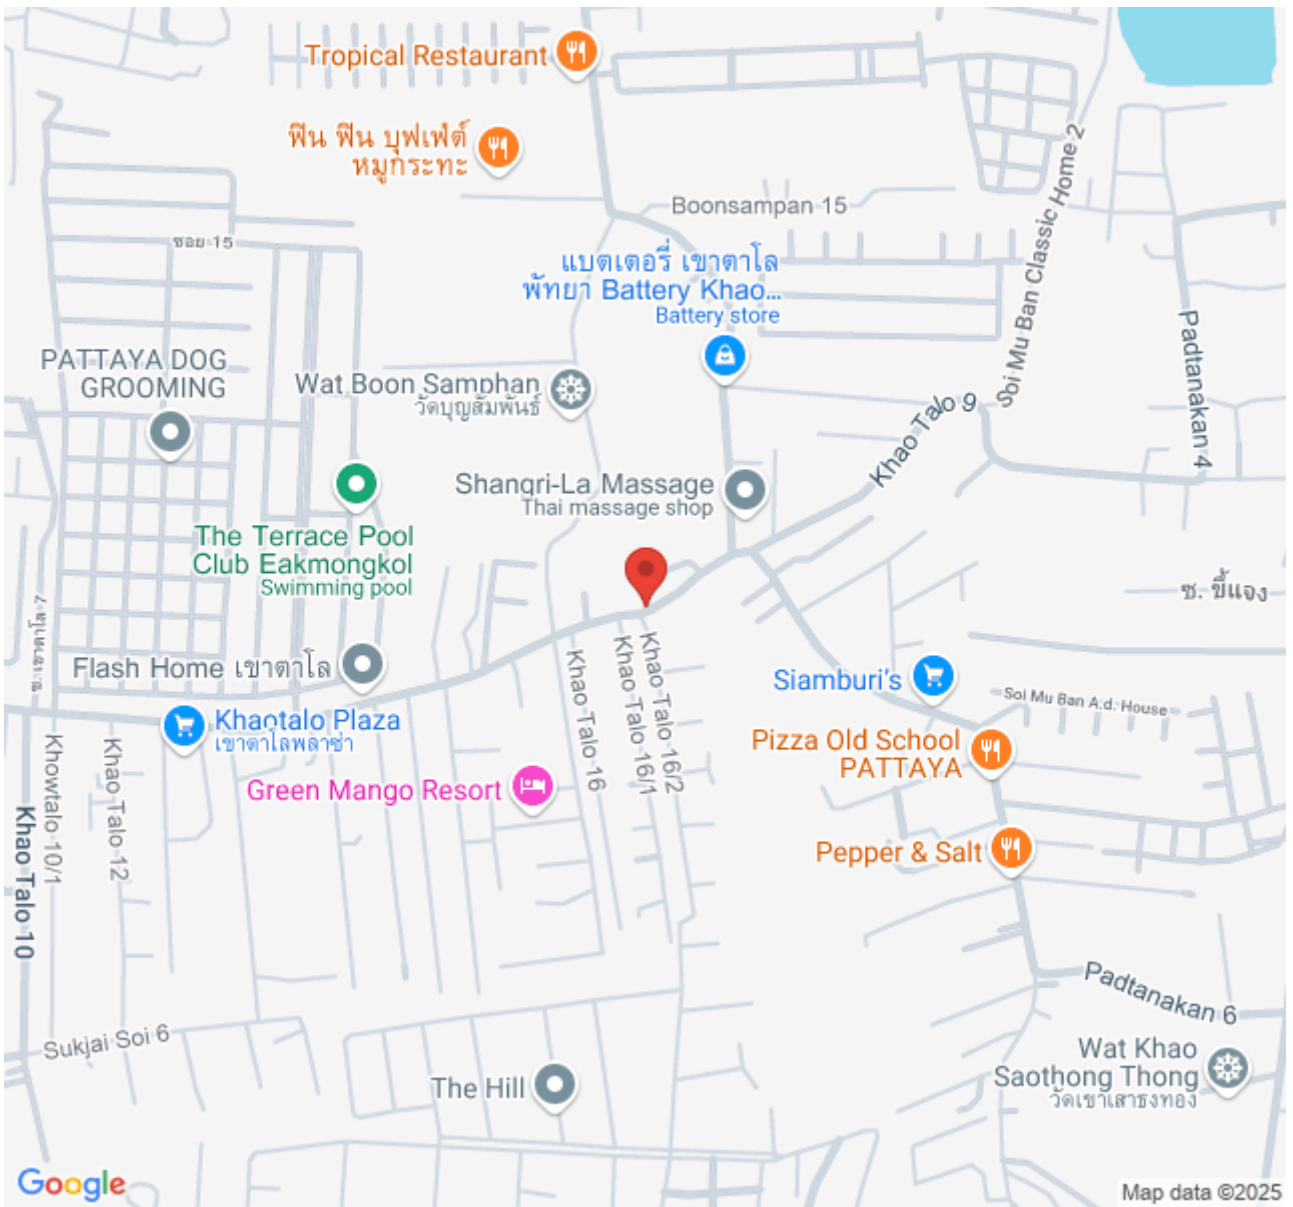 Tropical Restaurant
ฟิน ฟิน บุฟเฟ่ต์
หมูกระทะ
Boonsampan 15
Soi Mu Ban Classic Home 2
ซอย 15
แบตเตอรี่ เขาตาโล
พัทยา Battery Khao...
Battery store
Padtanakan 4
PATTAYA DOG
GROOMING
Wat Boon Samphan
วัดบุญสัมพันธ์
Khao Talo 9
Shangri-La Massage
Thai massage shop
The Terrace Pool
Club Eakmongkol
Swimming pool
ซ. ขี้แจง
ซ. เขาตาโล 7
Flash Home เขาตาโล
Khao Talo 16
Khao Talo 16/1
Khao Talo 16/2
Siamburi's
Soi Mu Ban A.d. House
Khaotalo Plaza
เขาตาโลพลาซ่า
Pizza Old School
PATTAYA
Khowtalo 10/1
Khao Talo 12
Green Mango Resort
Khao Talo 10
Pepper & Salt
Padtanakan 6
Sukjai Soi 6
Wat Khao
Saothong Thong
วัดเขาเสาธงทอง
The Hill
Google
Map data ©2025